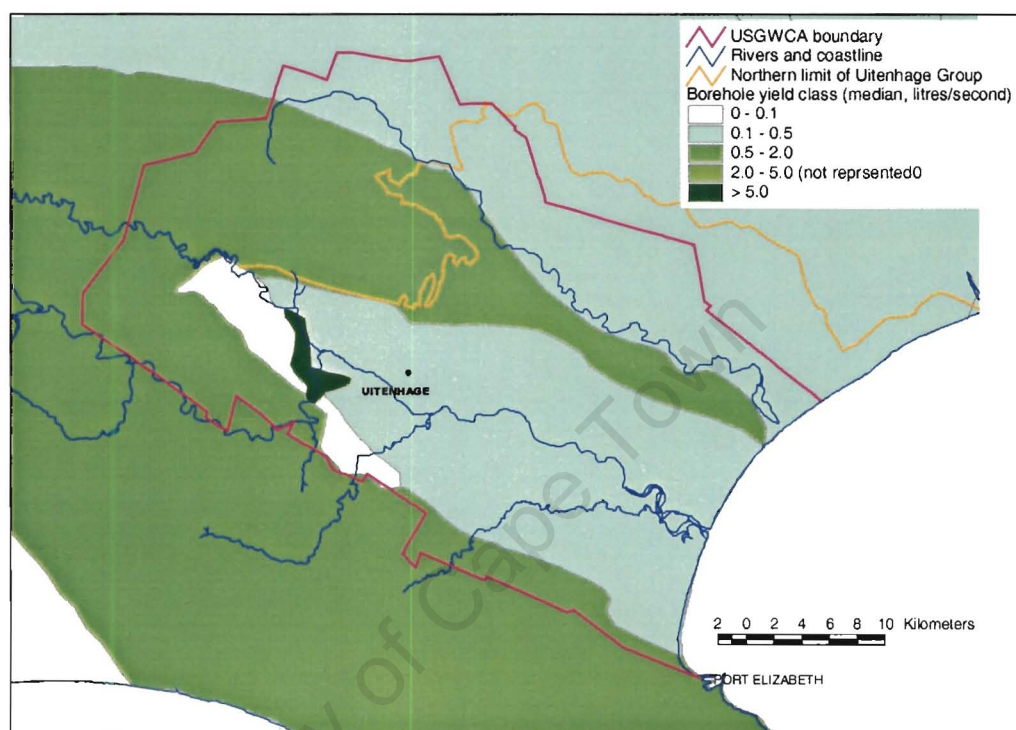 USGWCA boundary
Rivers and coastline
Northern limit of Uitenhage Group
Borehole yield class (median, litres/second)
0 - 0.1
0.1 - 0.5
0.5 - 2.0
2.0 - 5.0 (not reprsented0
> 5.0
UITENHAGE
2 0 2 4 6 8 10 Kilometers
PORT ELIZABETH
y of Cape Town